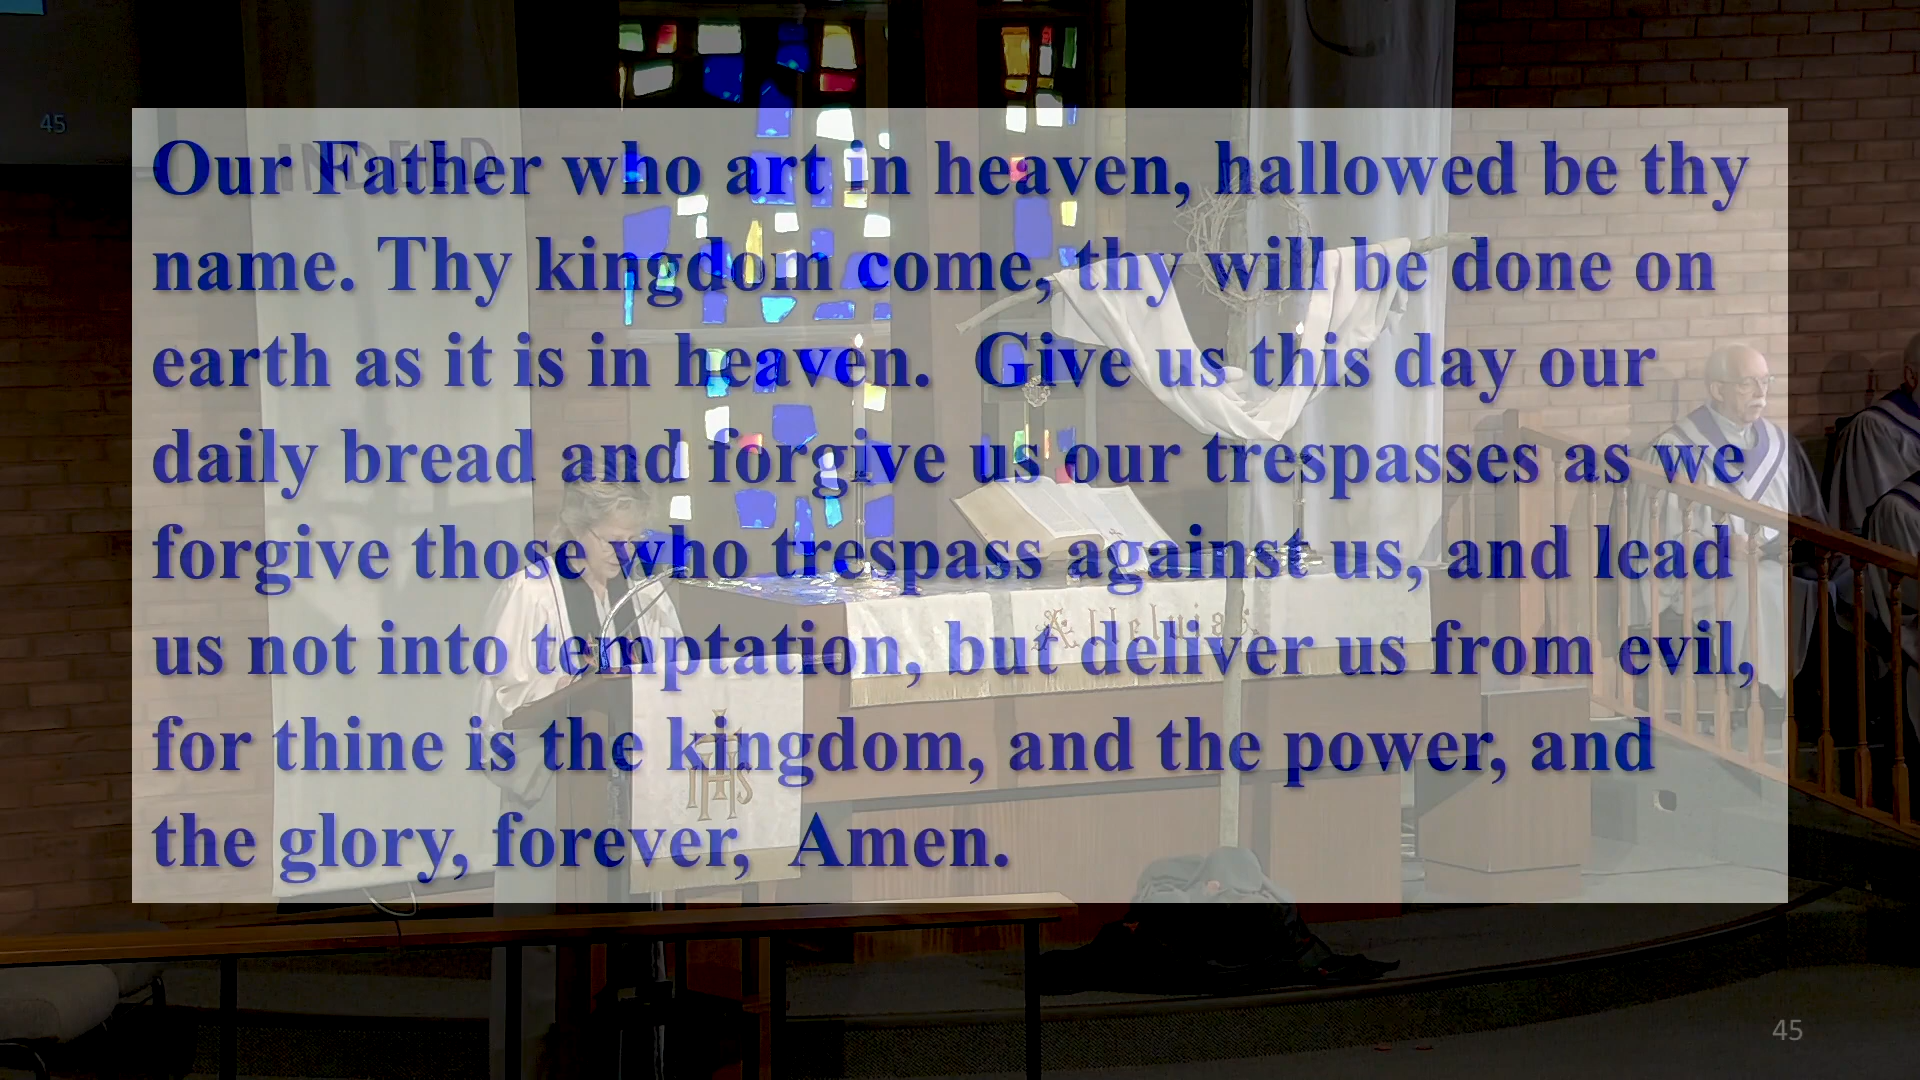 45
INDEED
Our Father who art in heaven, hallowed be thy
name. Thy kingdom come, thy will be done on
earth as it is in heaven.  Give us this day our
daily bread and forgive us our trespasses as we
forgive those who trespass against us, and lead
us not into temptation, but deliver us from evil,
for thine is the kingdom, and the power, and
the glory, forever,  Amen.
Alleluia!
IHS
45